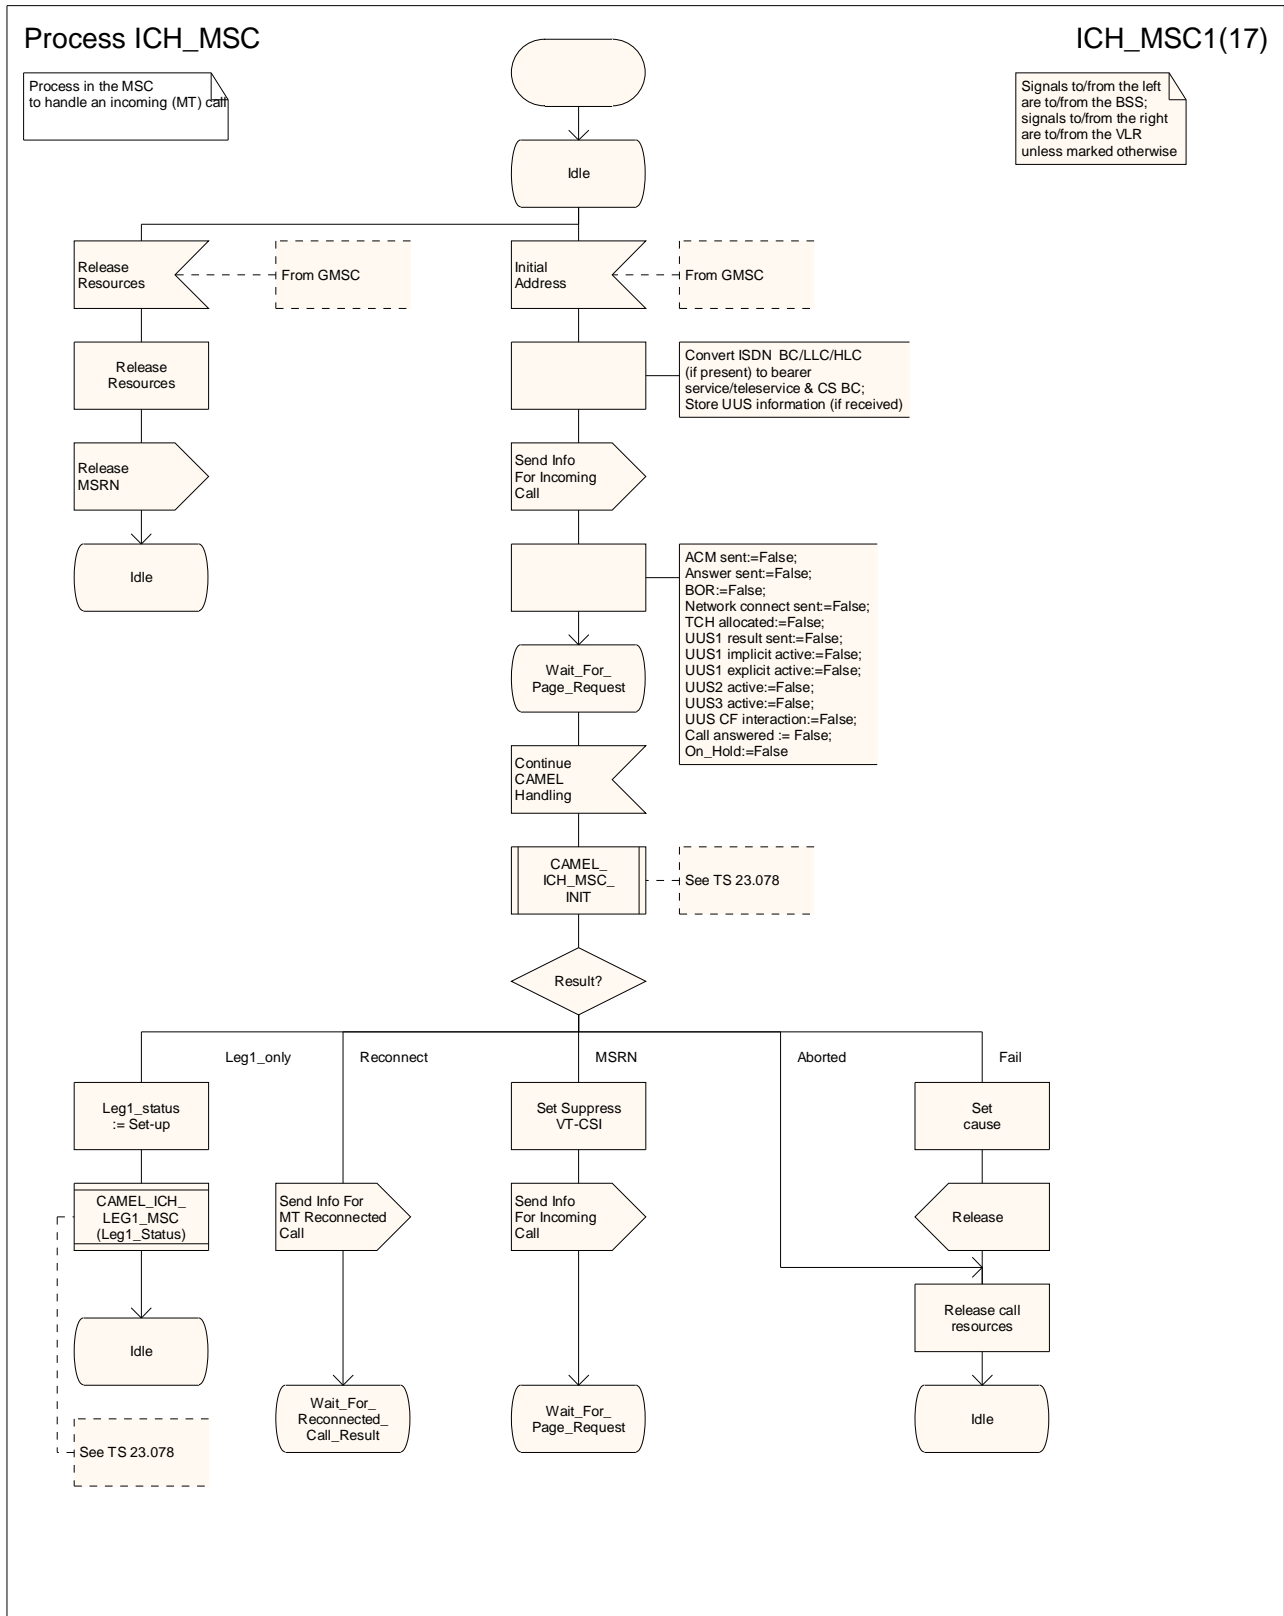 Process ICH_MSC
ICH_MSC1(17)
Process in the MSC
to handle an incoming (MT) call
Signals to/from the left
are to/from the BSS;
signals to/from the right
are to/from the VLR
unless marked otherwise
Idle
Release
Resources
From GMSC
Initial
Address
From GMSC
Release
Resources
Convert ISDN BC/LLC/HLC
(if present) to bearer
service/teleservice & CS BC;
Store UUS information (if received)
Release
MSRN
Send Info
For Incoming
Call
Idle
ACM sent:=False;
Answer sent:=False;
BOR:=False;
Network connect sent:=False;
TCH allocated:=False;
UUS1 result sent:=False;
UUS1 implicit active:=False;
UUS1 explicit active:=False;
UUS2 active:=False;
UUS3 active:=False;
UUS CF interaction:=False;
Call answered := False;
On_Hold:=False
Wait_For_
Page_Request
Continue
CAMEL
Handling
CAMEL_
ICH_MSC_
INIT
See TS 23.078
Result?
Leg1_only
Reconnect
MSRN
Aborted
Fail
Leg1_status
:= Set-up
Set Suppress
VT-CSI
Set
cause
CAMEL_ICH_
LEG1_MSC
(Leg1_Status)
Send Info For
MT Reconnected
Call
Send Info
For Incoming
Call
Release
Release call
resources
Idle
Wait_For_
Reconnected_
Call_Result
Wait_For_
Page_Request
Idle
See TS 23.078